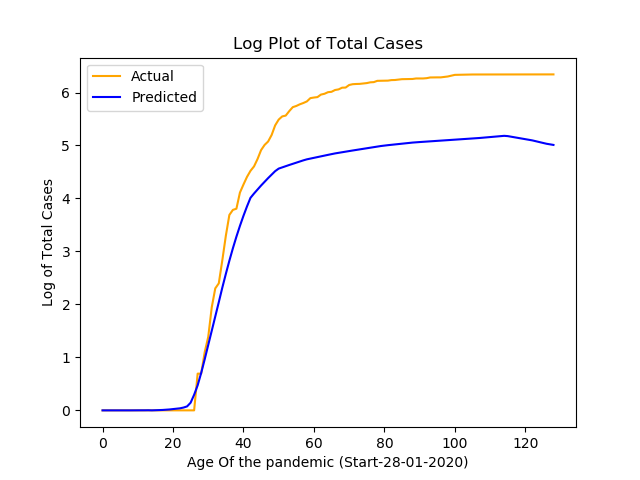 Log Plot of Total Cases
Actual
Predicted
Log of Total Cases
6
5
4
3
2
1
0
0 20 40 60 80 100 120
Age Of the pandemic (Start-28-01-2020)